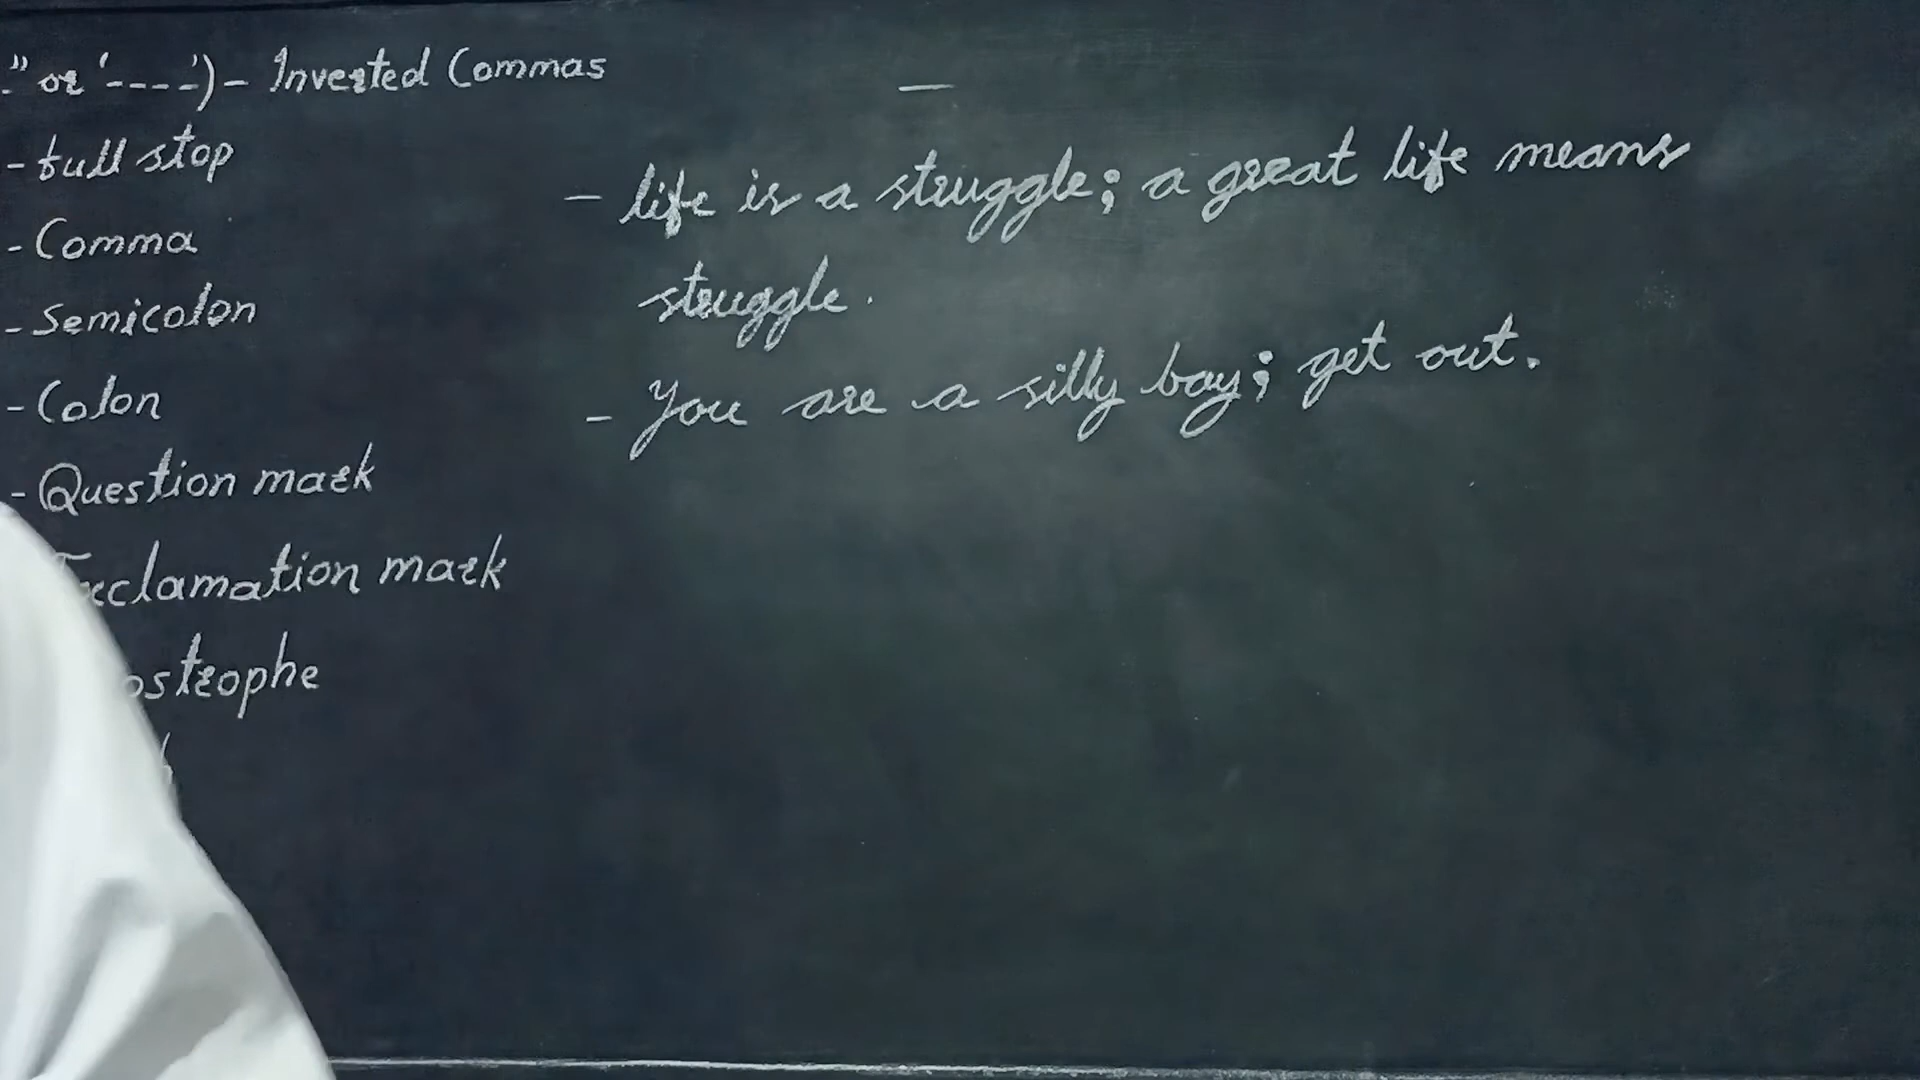 " or '----') - Inverted Commas
- full stop
- Comma
- Semicolon
- Colon
- Question mark
Exclamation mark
ostrophe
h
- life is a struggle; a great life means
struggle.
- You are a silly boy; get out.